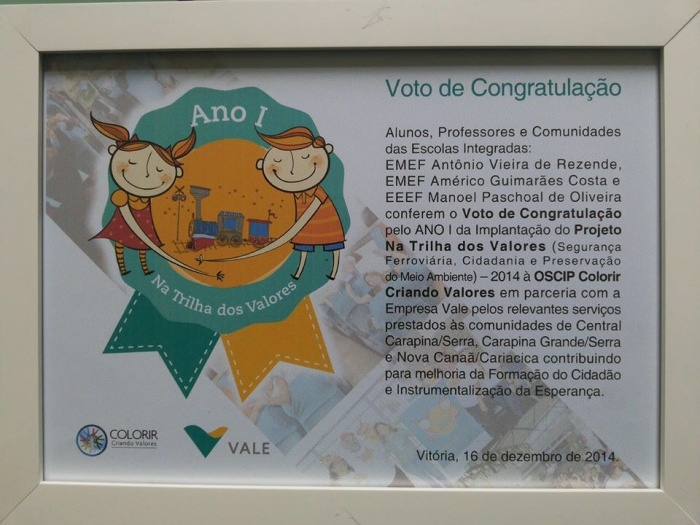 Ano I
Na Trilha dos Valores
COLORIR
Criando Valores
VALE
Voto de Congratulação
Alunos, Professores e Comunidades
das Escolas Integradas:
EMEF Antônio Vieira de Rezende,
EMEF Américo Guimarães Costa e
EEEF Manoel Paschoal de Oliveira
conferem o Voto de Congratulação
pelo ANO I da Implantação do Projeto
Na Trilha dos Valores (Segurança
Ferroviária, Cidadania e Preservação
do Meio Ambiente) – 2014 à OSCIP Colorir
Criando Valores em parceria com a
Empresa Vale pelos relevantes serviços
prestados às comunidades de Central
Carapina/Serra, Carapina Grande/Serra
e Nova Canaã/Cariacica contribuindo
para melhoria da Formação do Cidadão
e Instrumentalização da Esperança.
Vitória, 16 de dezembro de 2014.